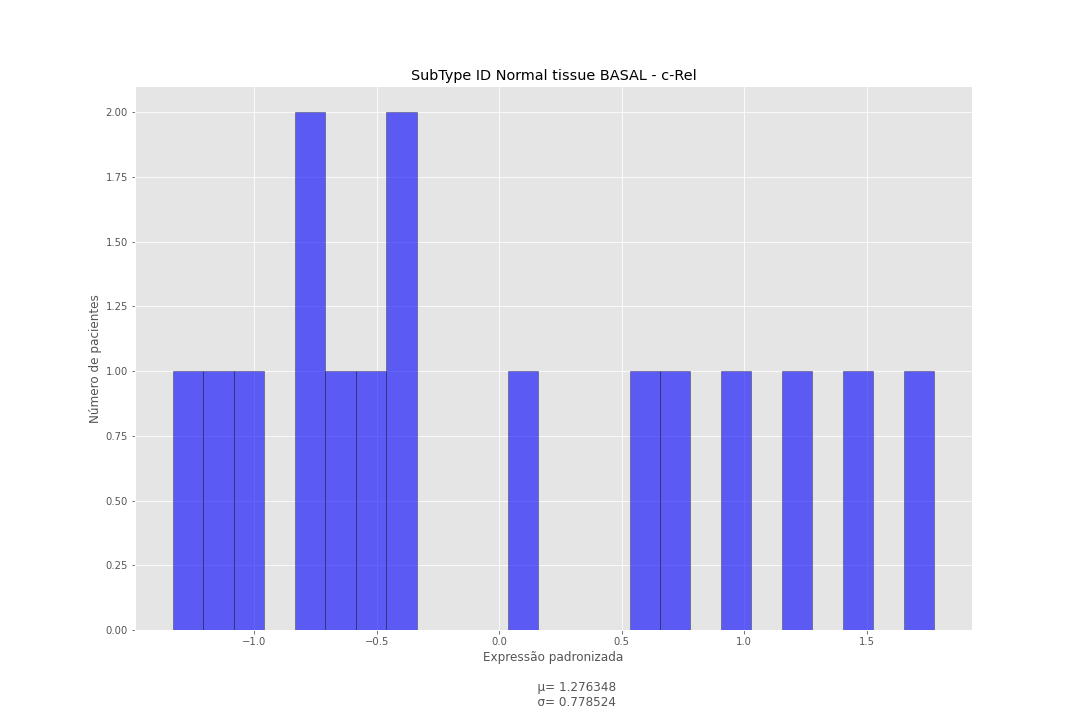 SubType ID Normal tissue BASAL - c-Rel
Número de pacientes
2.00
1.75
1.50
1.25
1.00
0.75
0.50
0.25
0.00
−1.0 −0.5 0.0 0.5 1.0 1.5
Expressão padronizada
μ= 1.276348
σ= 0.778524